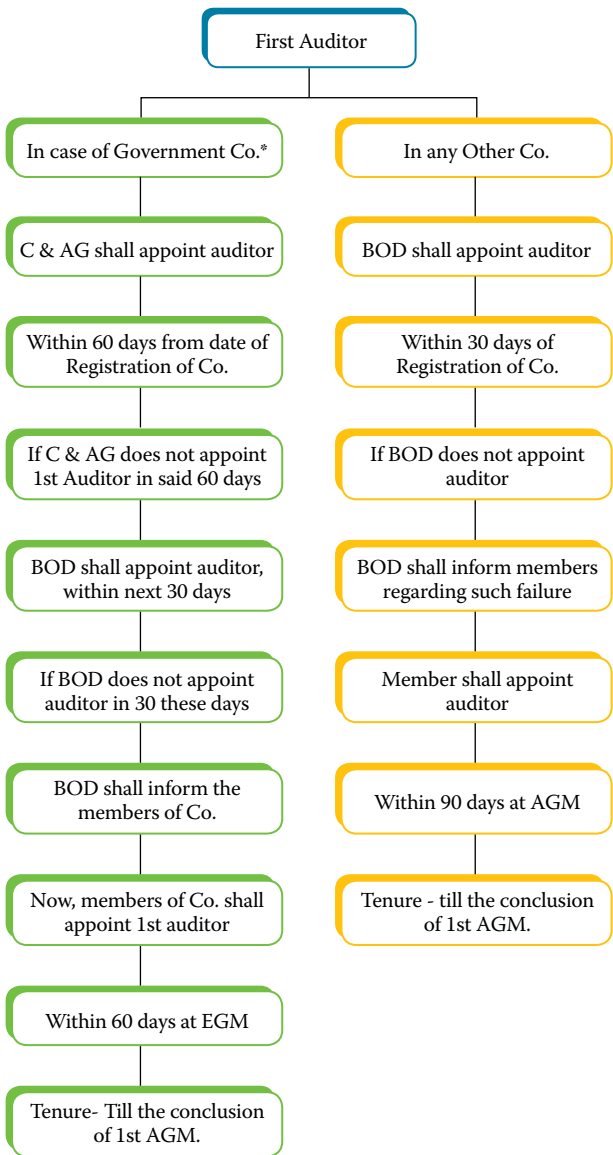 First Auditor
In case of Government Co.*
C & AG shall appoint auditor
Within 60 days from date of
Registration of Co.
If C & AG does not appoint
1st Auditor in said 60 days
BOD shall appoint auditor,
within next 30 days
If BOD does not appoint
auditor in 30 these days
BOD shall inform the
members of Co.
Now, members of Co. shall
appoint 1st auditor
Within 60 days at EGM
Tenure- Till the conclusion
of 1st AGM.
In any Other Co.
BOD shall appoint auditor
Within 30 days of
Registration of Co.
If BOD does not appoint
auditor
BOD shall inform members
regarding such failure
Member shall appoint
auditor
Within 90 days at AGM
Tenure - till the conclusion
of 1st AGM.